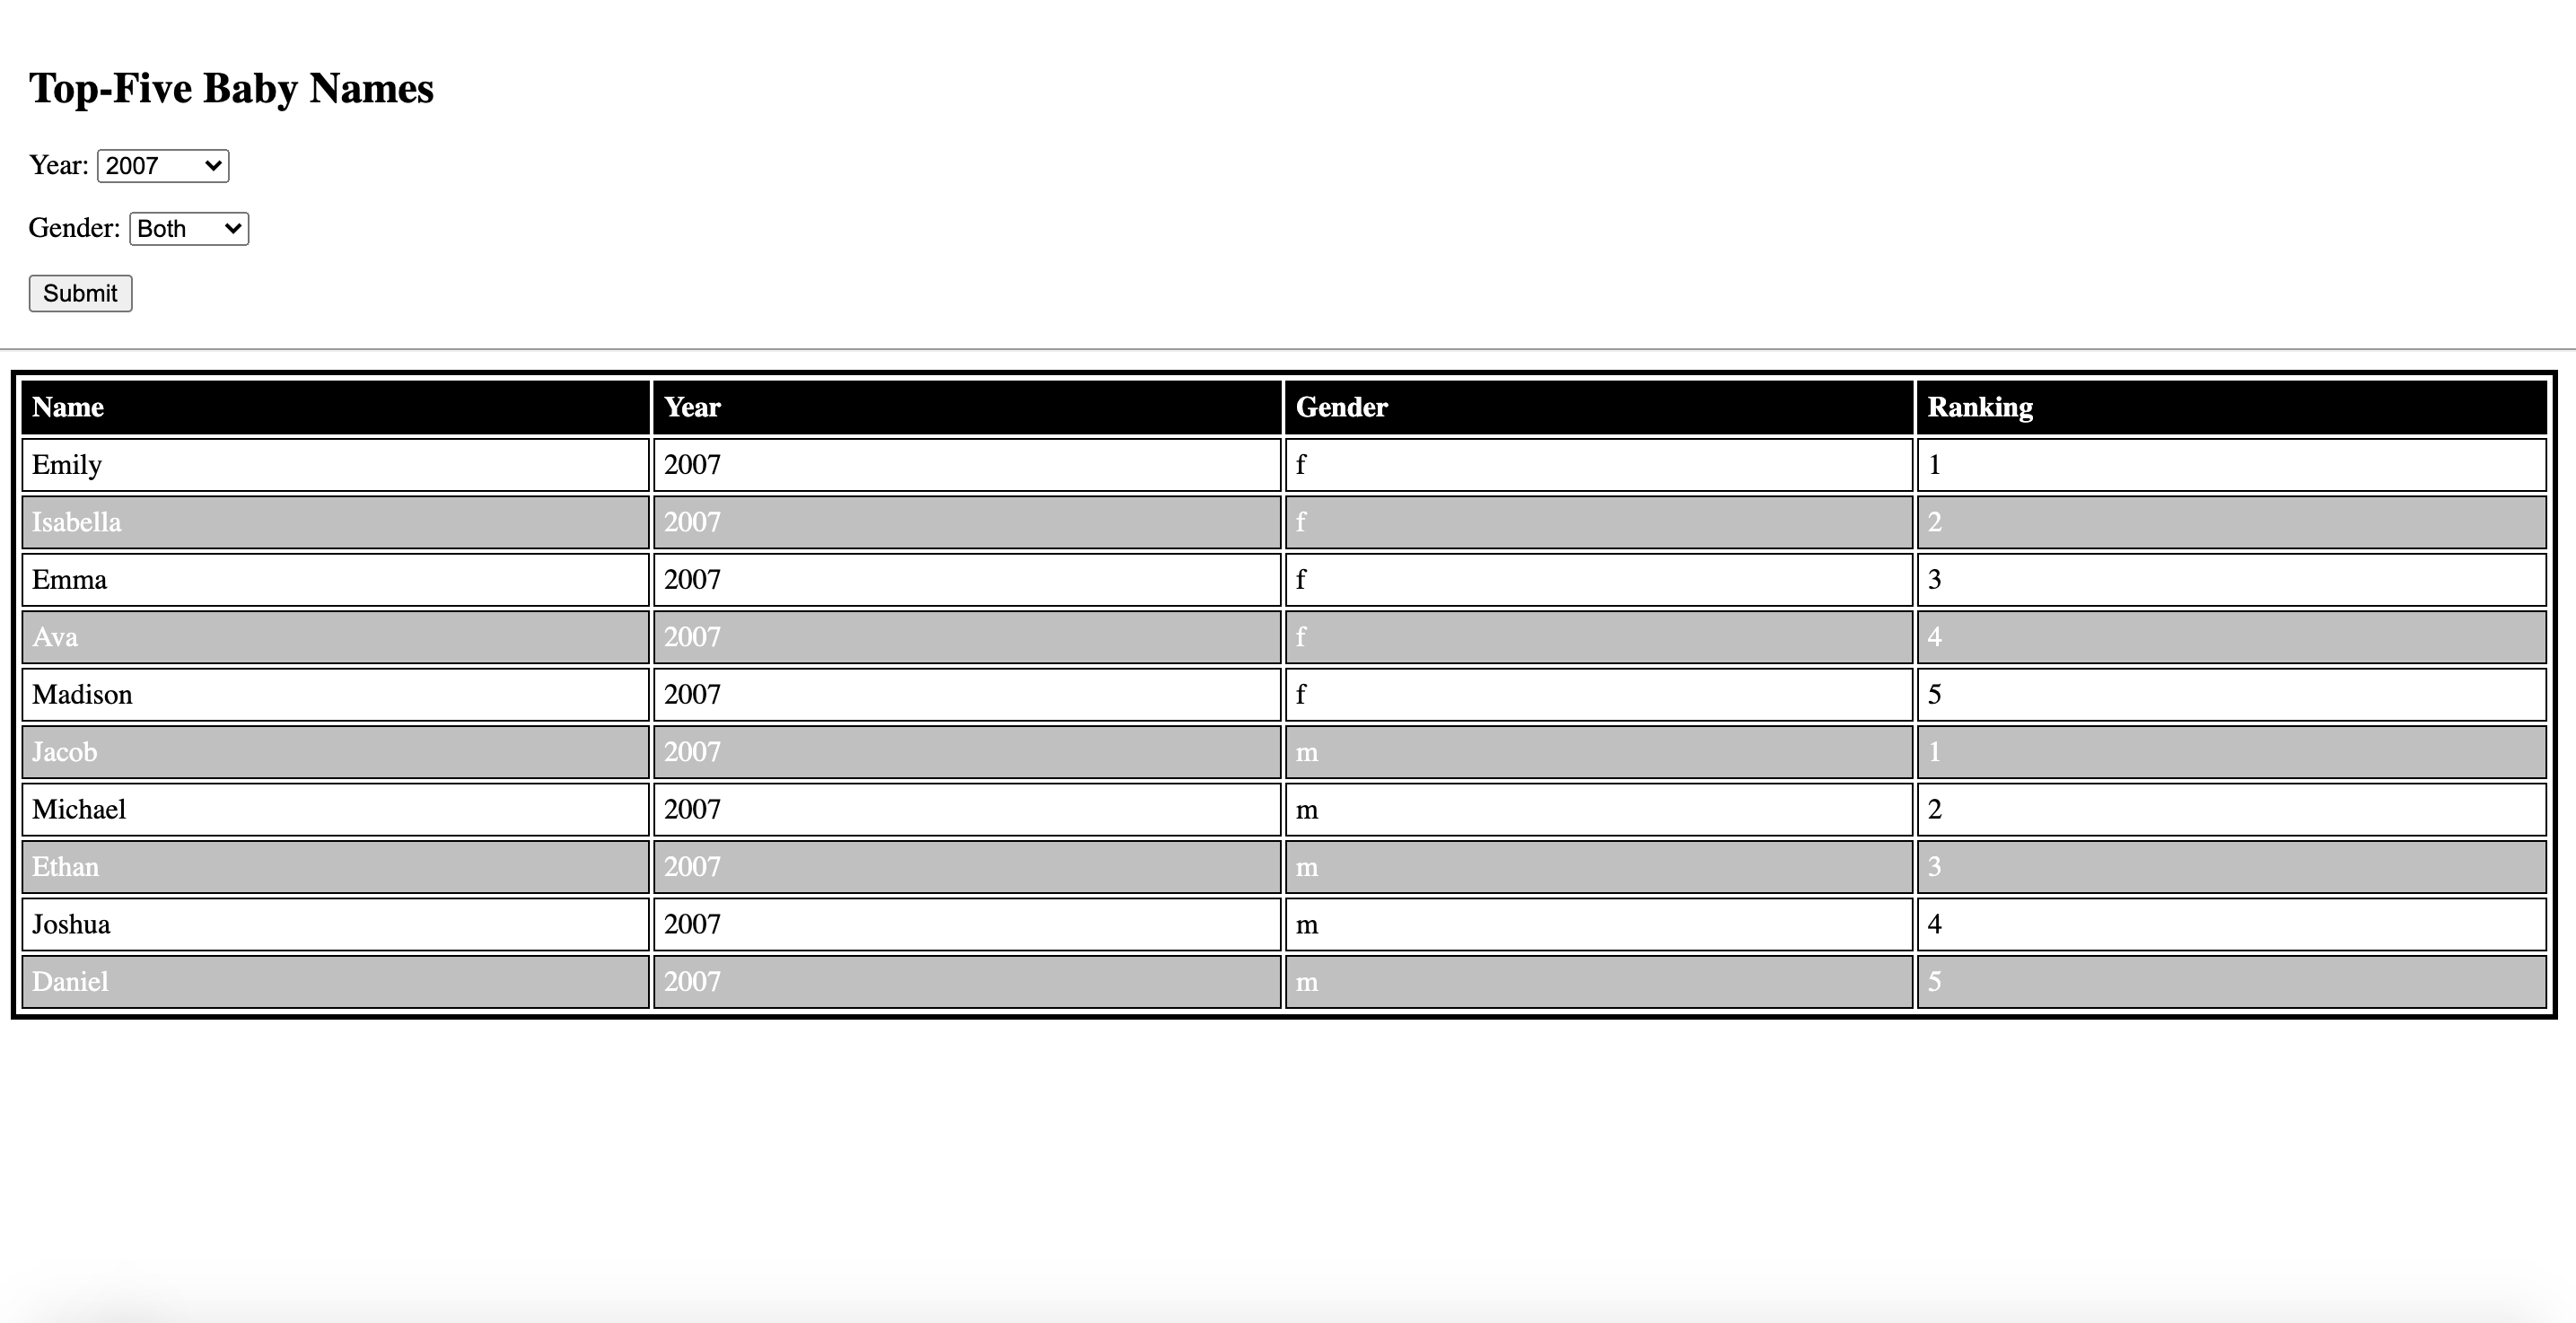 Top-Five Baby Names
Year: 2007
Gender: Both
Submit
Name Year Gender Ranking
Emily 2007 f 1
Isabella 2007 f 2
Emma 2007 f 3
Ava 2007 f 4
Madison 2007 f 5
Jacob 2007 m 1
Michael 2007 m 2
Ethan 2007 m 3
Joshua 2007 m 4
Daniel 2007 m 5